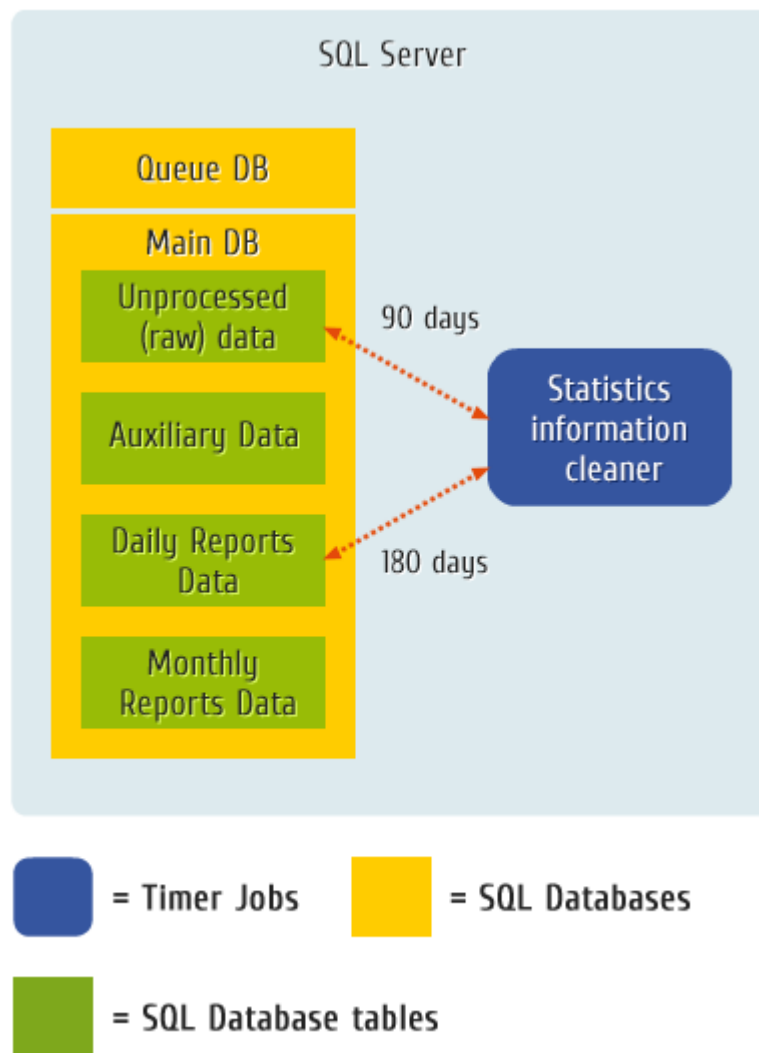 SQL Server
Queue DB
Main DB
Unprocessed
(raw) data
90 days
Statistics
information
cleaner
Auxiliary Data
Daily Reports
Data
180 days
Monthly
Reports Data
= Timer Jobs
= SQL Databases
= SQL Database tables